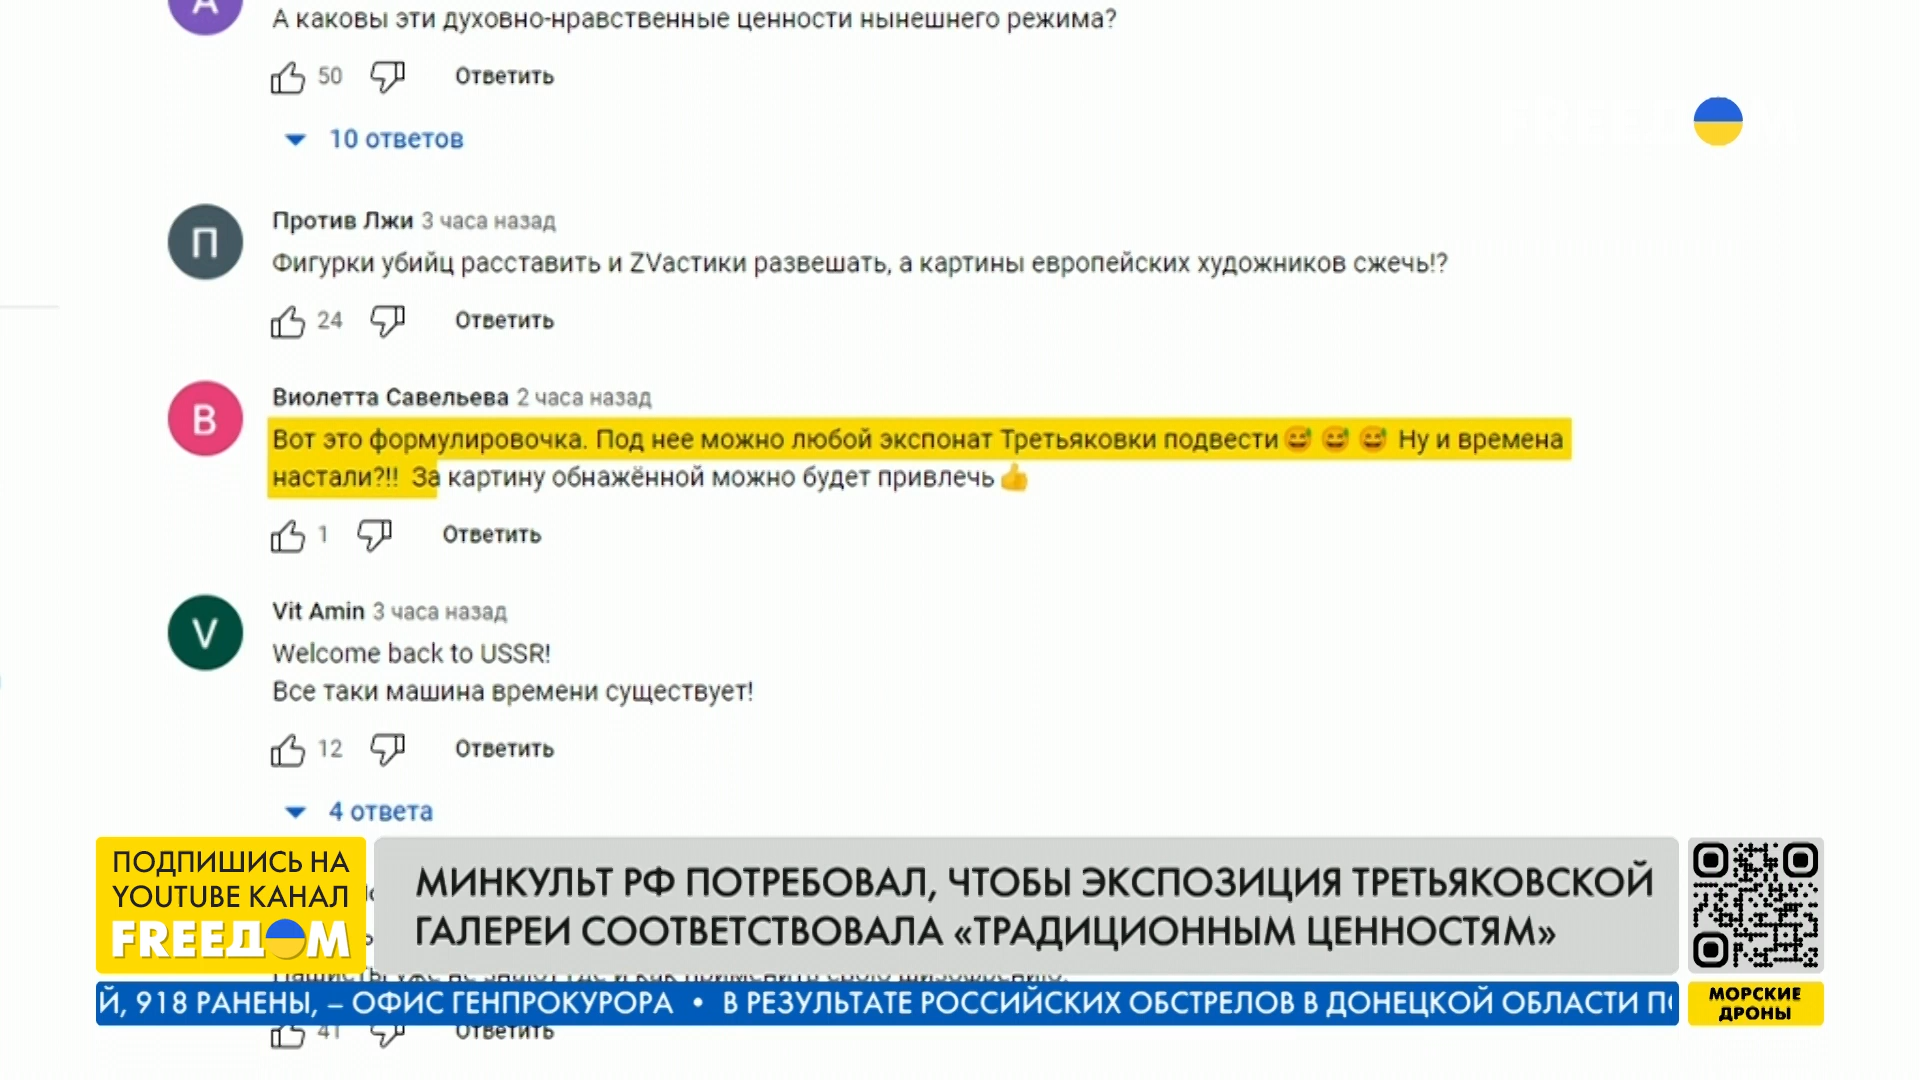 А
А каковы эти духовно-нравственные ценности нынешнего режима?
50 Ответить
10 ответов
П
Против Лжи 3 часа назад
Фигурки убийц расставить и ZVастики развешать, а картины европейских художников сжечь!?
24 Ответить
В
Виолетта Савельева 2 часа назад
Вот это формулировочка. Под нее можно любой экспонат Третьяковки подвести😅 😅 😅 Ну и времена
настали?!! За картину обнажённой можно будет привлечь👍
1 Ответить
V
Vit Amin 3 часа назад
Welcome back to USSR!
Все таки машина времени существует!
12 Ответить
4 ответа
ПОДПИШИСЬ НА
YOUTUBE КАНАЛ
FREEДОМ
МИНКУЛЬТ РФ ПОТРЕБОВАЛ, ЧТОБЫ ЭКСПОЗИЦИЯ ТРЕТЬЯКОВСКОЙ
ГАЛЕРЕИ СООТВЕТСТВОВАЛА «ТРАДИЦИОННЫМ ЦЕННОСТЯМ»
Й, 918 РАНЕНЫ, – ОФИС ГЕНПРОКУРОРА • В РЕЗУЛЬТАТЕ РОССИЙСКИХ ОБСТРЕЛОВ В ДОНЕЦКОЙ ОБЛАСТИ ПО
МОРСКИЕ
ДРОНЫ
41 Ответить